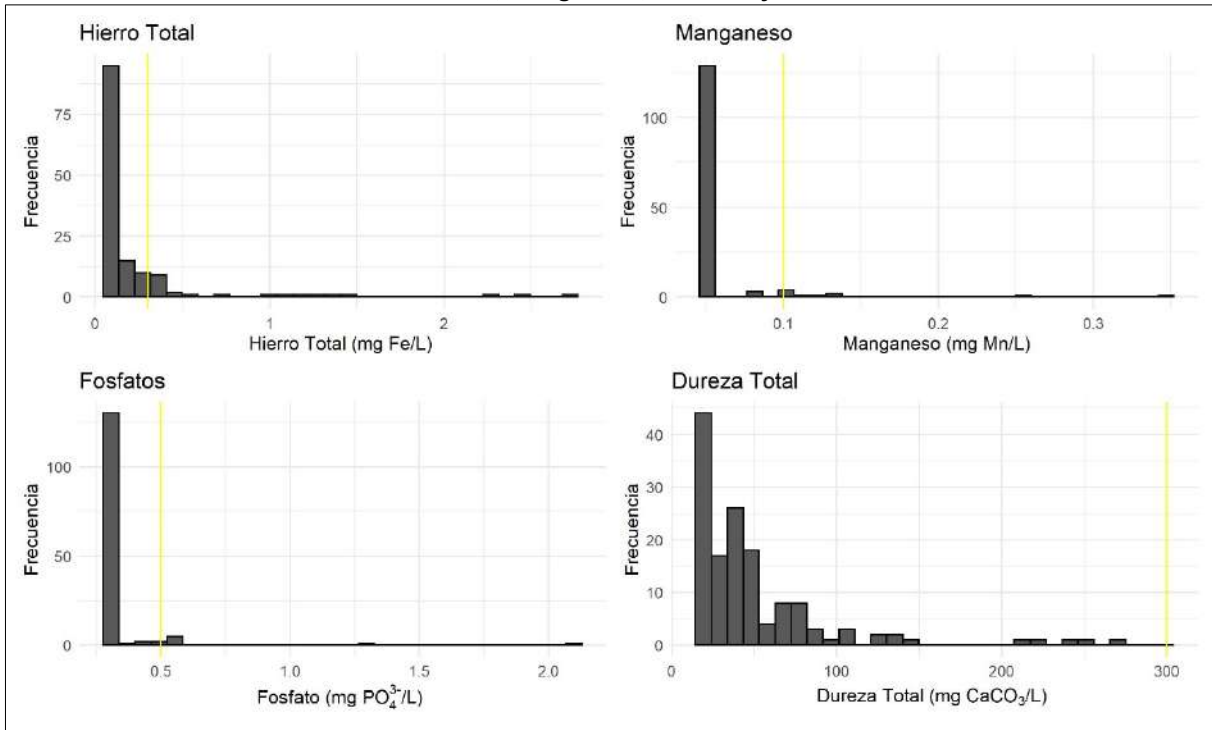 Hierro Total
Frecuencia
75
50
25
0
0
1
2
Hierro Total (mg Fe/L)
Manganeso
Frecuencia
100
50
0
0.1
0.2
0.3
Manganeso (mg Mn/L)
Fosfatos
Frecuencia
100
50
0
0.5
1.0
1.5
2.0
Fosfato (mg PO₄³⁻/L)
Dureza Total
Frecuencia
40
30
20
10
0
0
100
200
300
Dureza Total (mg CaCO₃/L)